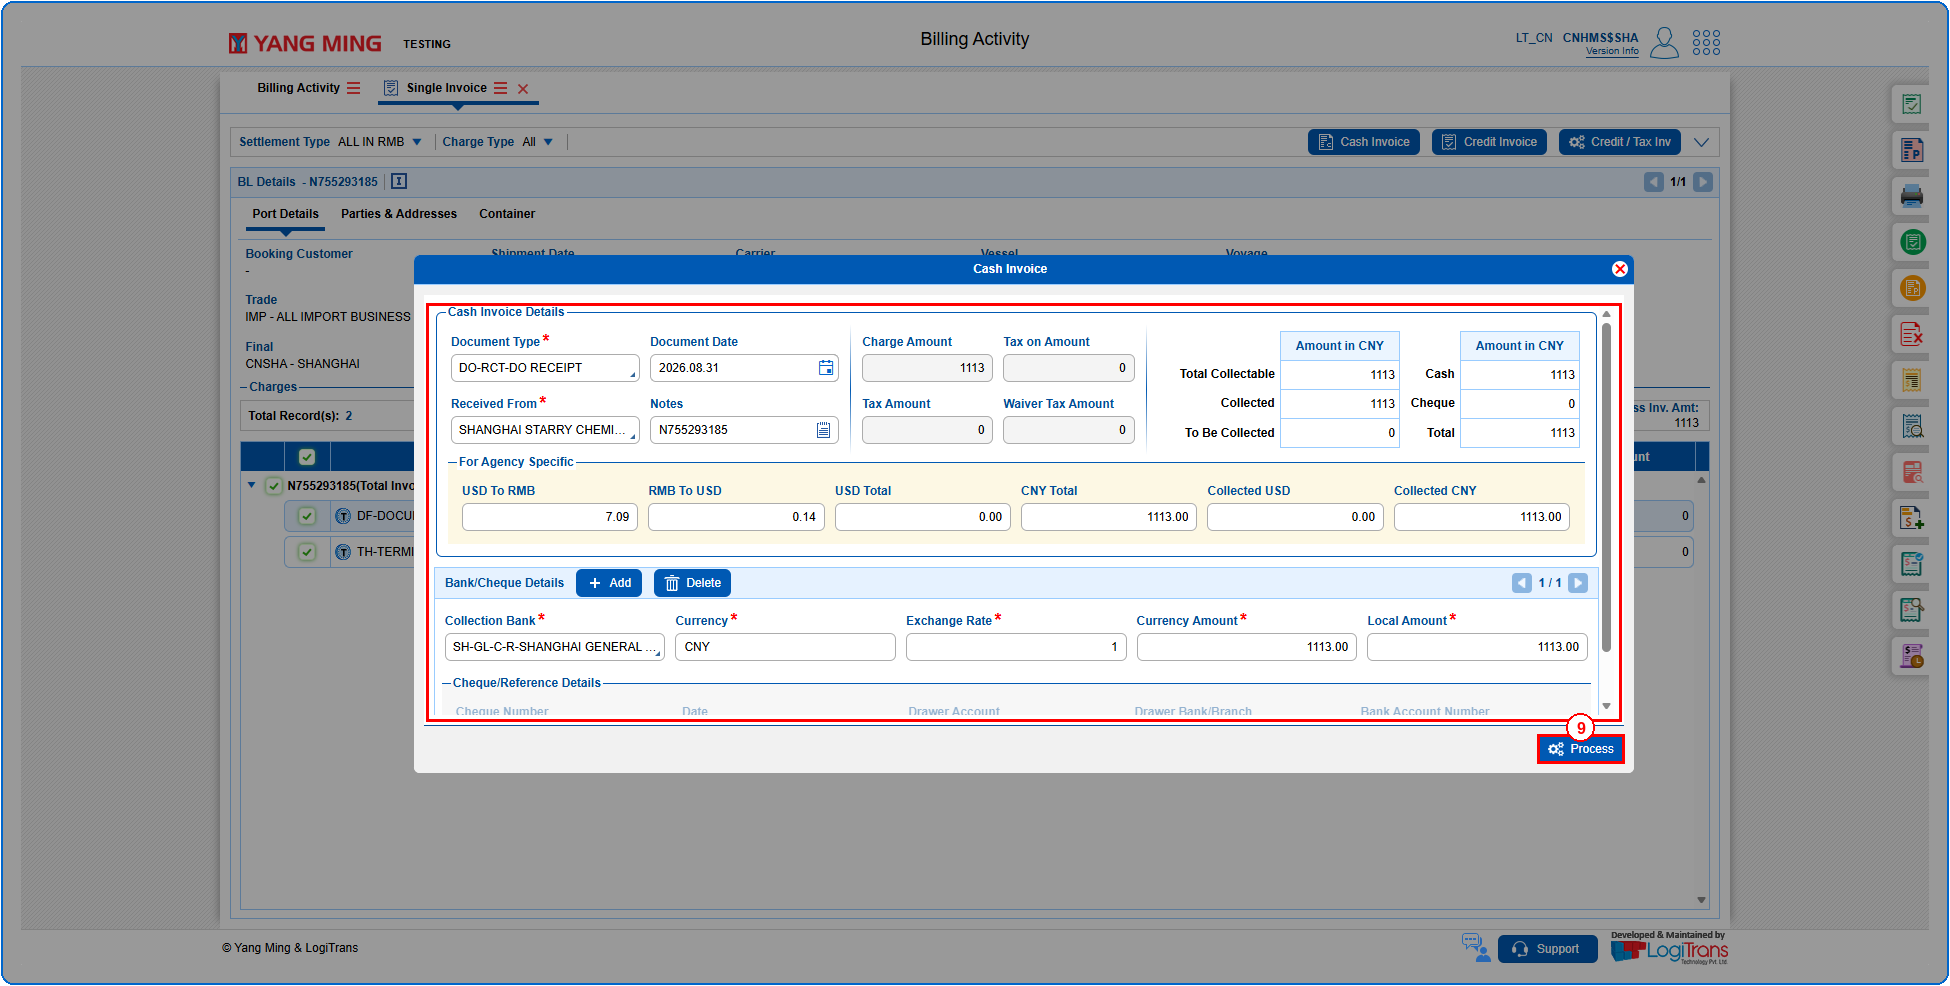 YANG MING TESTING
Billing Activity
LT_CN CNHMS$SHA
Version Info
Billing Activity Single Invoice
Settlement Type ALL IN RMB Charge Type All
Cash Invoice Credit Invoice Credit / Tax Inv
BL Details - N755293185 1/1
Port Details Parties & Addresses Container
Booking Customer Shipment Date Carrier Vessel Voyage
-
Trade
IMP - ALL IMPORT BUSINESS
Final
CNSHA - SHANGHAI
Charges
Total Record(s): 2
ss Inv. Amt:
1113
unt
N755293185(Total Invo
DF-DOCU 0
TH-TERMI 0
Cash Invoice
Cash Invoice Details
Document Type * Document Date Charge Amount Tax on Amount
DO-RCT-DO RECEIPT 2026.08.31 1113 0
Received From * Notes Tax Amount Waiver Tax Amount
SHANGHAI STARRY CHEMI... N755293185 0 0
Amount in CNY Amount in CNY
Total Collectable 1113 Cash 1113
Collected 1113 Cheque 0
To Be Collected 0 Total 1113
For Agency Specific
USD To RMB RMB To USD USD Total CNY Total Collected USD Collected CNY
7.09 0.14 0.00 1113.00 0.00 1113.00
Bank/Cheque Details Add Delete 1 / 1
Collection Bank * Currency * Exchange Rate * Currency Amount * Local Amount *
SH-GL-C-R-SHANGHAI GENERAL ... CNY 1 1113.00 1113.00
Cheque/Reference Details
Cheque Number Date Drawer Account Drawer Bank/Branch Bank Account Number
9
Process
© Yang Ming & LogiTrans
Support
Developed & Maintained by
LogiTrans
Technology Pvt. Ltd.